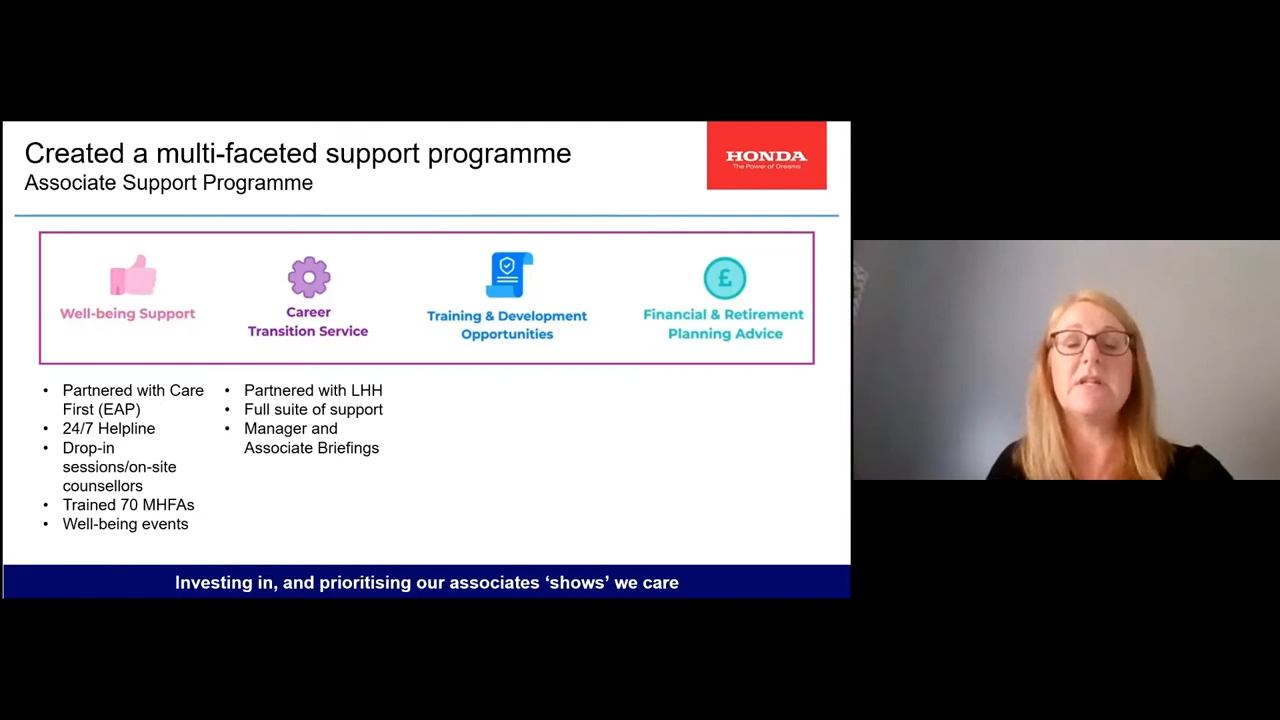 Created a multi-faceted support programme
Associate Support Programme
HONDA
The Power of Dreams
Well-being Support
Career
Transition Service
Training & Development
Opportunities
£
Financial & Retirement
Planning Advice
• Partnered with Care
First (EAP)
• 24/7 Helpline
• Drop-in
sessions/on-site
counsellors
• Trained 70 MHFAs
• Well-being events
• Partnered with LHH
• Full suite of support
• Manager and
Associate Briefings
Investing in, and prioritising our associates ‘shows’ we care